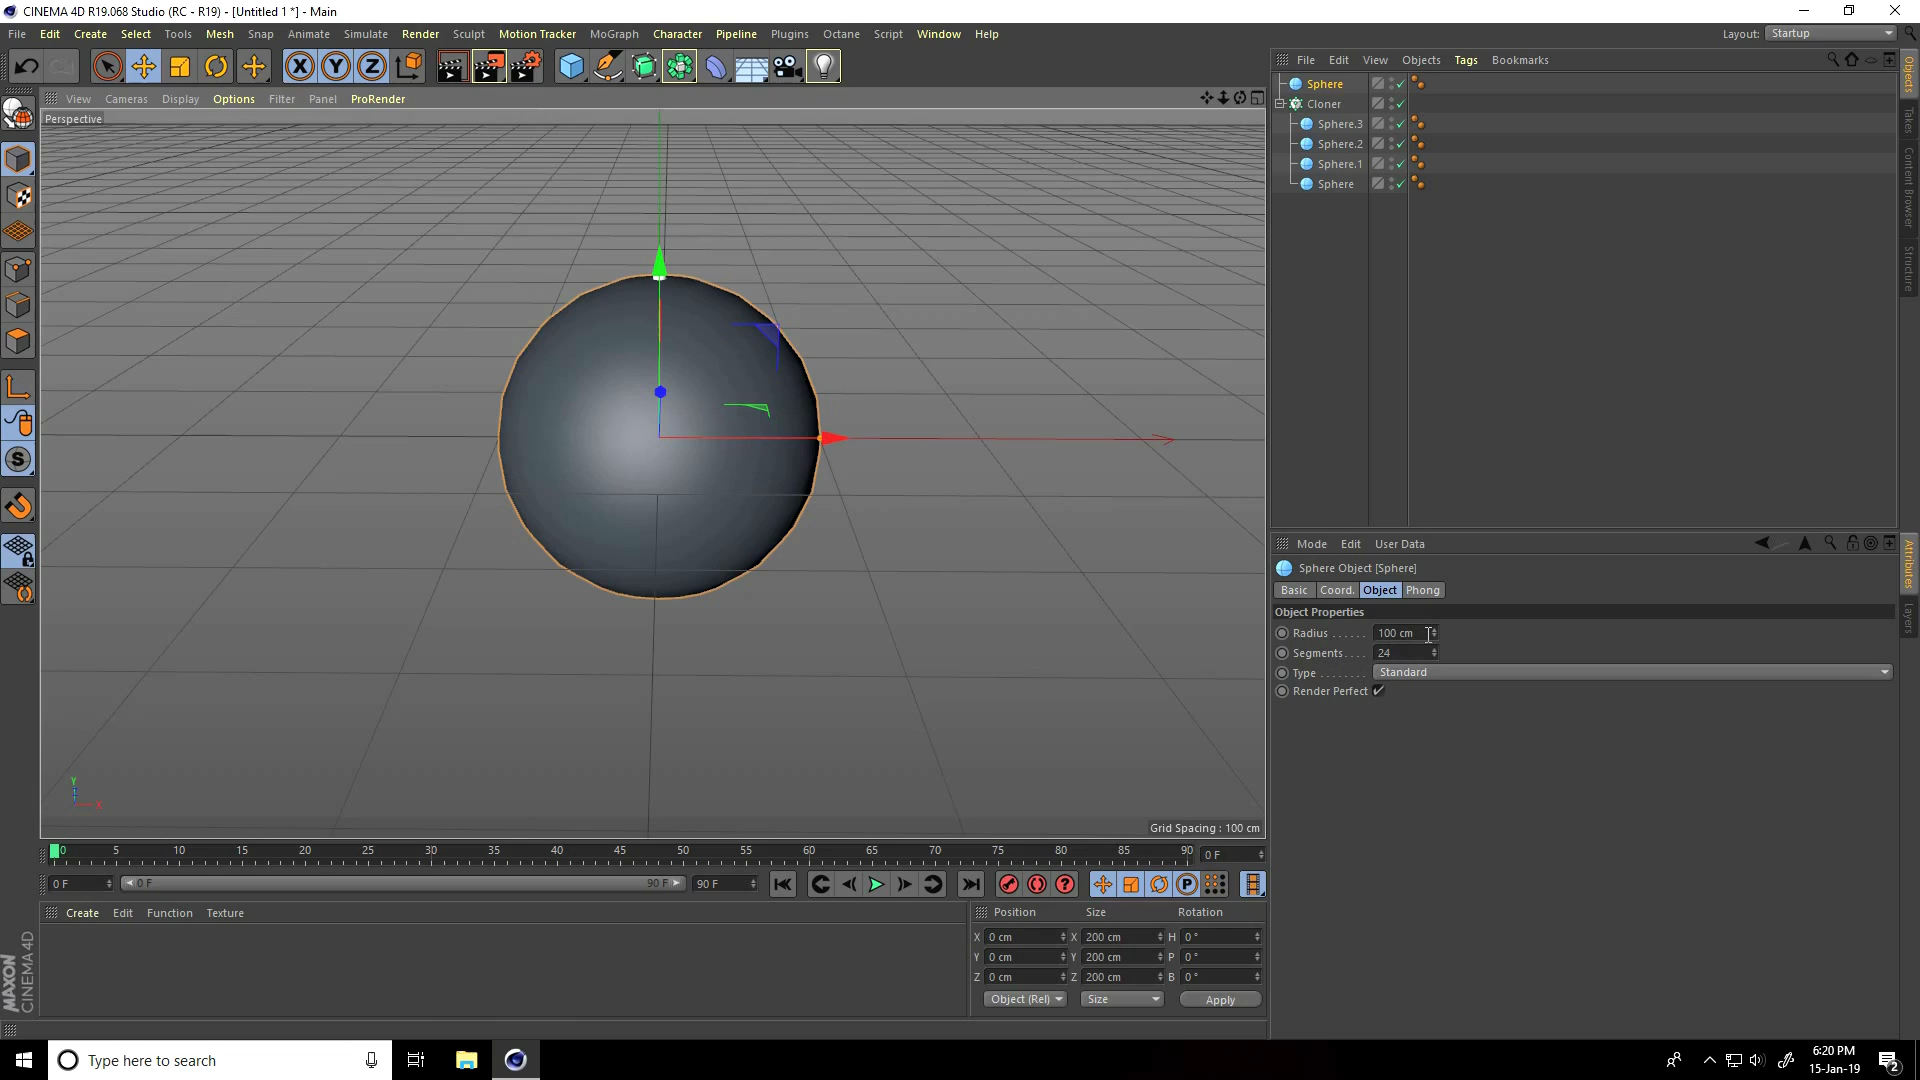 CINEMA 4D R19.068 Studio (RC - R19) - [Untitled 1 *] - Main
File Edit Create Select Tools Mesh Snap Animate Simulate Render Sculpt Motion Tracker MoGraph Character Pipeline Plugins Octane Script Window Help
Layout: Startup
X Y Z
File Edit View Objects Tags Bookmarks
View Cameras Display Options Filter Panel ProRender
Perspective
Sphere
Cloner
Sphere.3
Sphere.2
Sphere.1
Sphere
Objects
Takes
Content Browser
Structure
S
Y
X
Grid Spacing : 100 cm
Mode Edit User Data
Sphere Object [Sphere]
Basic Coord. Object Phong
Object Properties
Radius . . . . . . 100 cm
Segments. . . . 24
Type . . . . . . . . Standard
Render Perfect
Attributes
Layers
0 5 10 15 20 25 30 35 40 45 50 55 60 65 70 75 80 85 90 0 F
0 F 0 F 90 F 90 F
? P
Create Edit Function Texture
Position Size Rotation
X 0 cm X 200 cm H 0 °
Y 0 cm Y 200 cm P 0 °
Z 0 cm Z 200 cm B 0 °
Object (Rel) Size Apply
MAXON
CINEMA 4D
Type here to search
6:20 PM
15-Jan-19
2